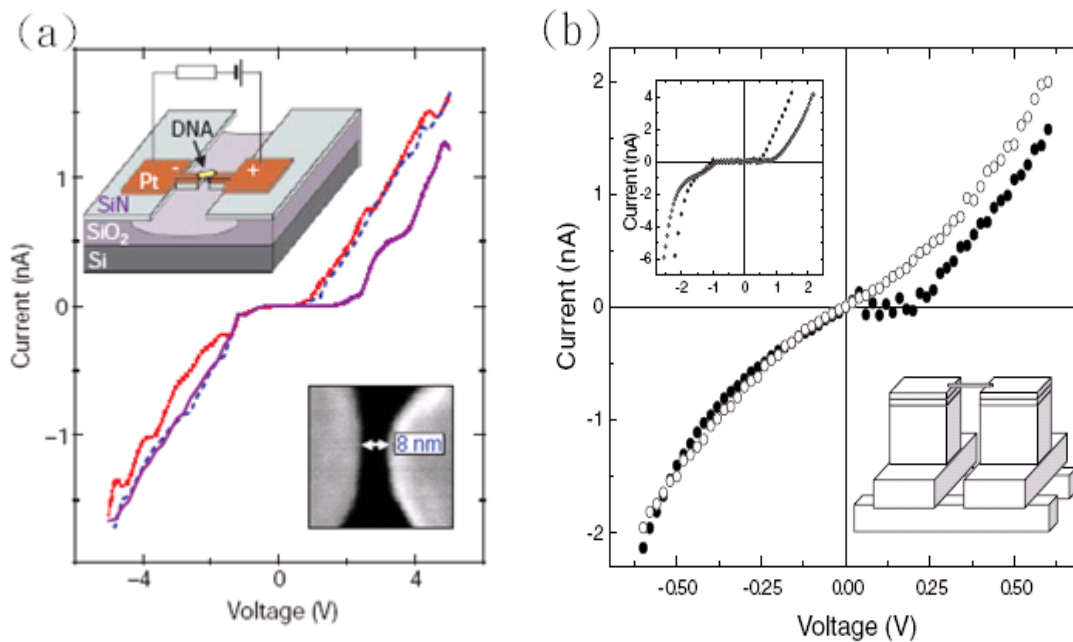 (a)
Current (nA)
1
0
−1
−4
0
4
Voltage (V)
DNA
-
+
Pt
SiN
SiO2
Si
8 nm
(b)
Current (nA)
2
1
0
-1
-2
-0.50
-0.25
0.00
0.25
0.50
Voltage (V)
Current (nA)
4
2
0
-2
-4
-6
-2
-1
0
1
2